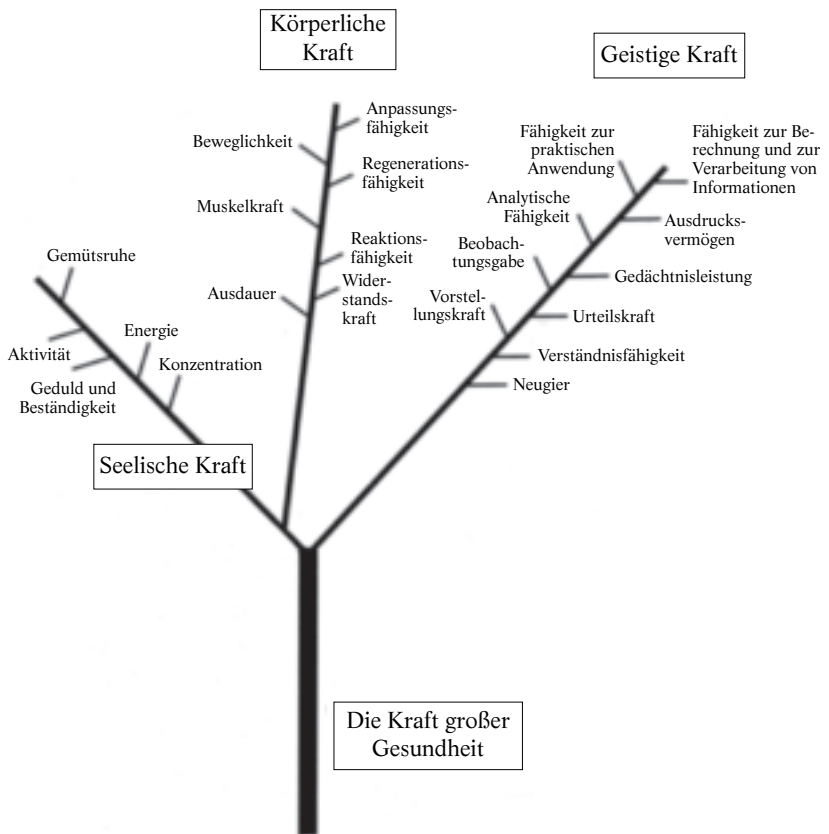 Körperliche
Kraft
Geistige Kraft
Anpassungs-
fähigkeit
Beweglichkeit
Regenerations-
fähigkeit
Muskelkraft
Reaktions-
fähigkeit
Ausdauer
Wider-
stands-
kraft
Fähigkeit zur
praktischen
Anwendung
Fähigkeit zur Be-
rechnung und zur
Verarbeitung von
Informationen
Analytische
Fähigkeit
Ausdrucks-
vermögen
Beobach-
tungsgabe
Gedächtnisleistung
Vorstel-
lungskraft
Urteilskraft
Verständnisfähigkeit
Neugier
Gemütsruhe
Aktivität
Energie
Geduld und
Beständigkeit
Konzentration
Seelische Kraft
Die Kraft großer
Gesundheit